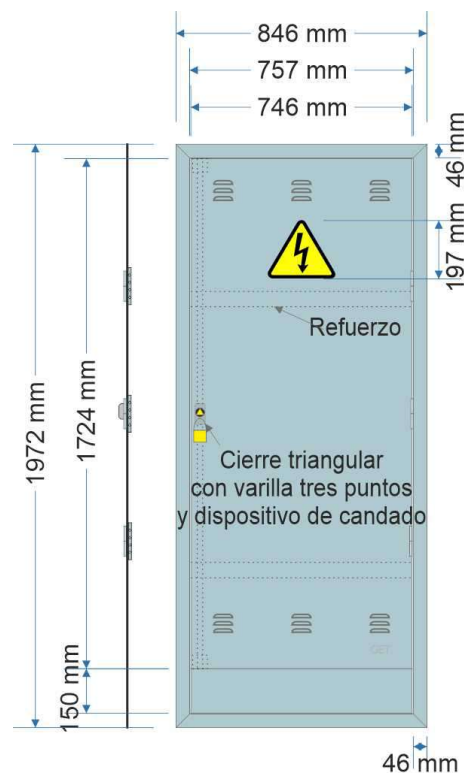 846 mm
757 mm
746 mm
46 mm
197 mm
Refuerzo
1972 mm
1724 mm
Cierre triangular
con varilla tres puntos
y dispositivo de candado
150 mm
46 mm